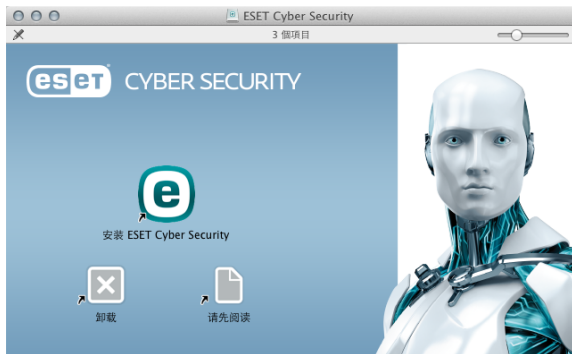 ESET Cyber Security
3 個項目
eset CYBER SECURITY
e
安装 ESET Cyber Security
卸载
请先阅读